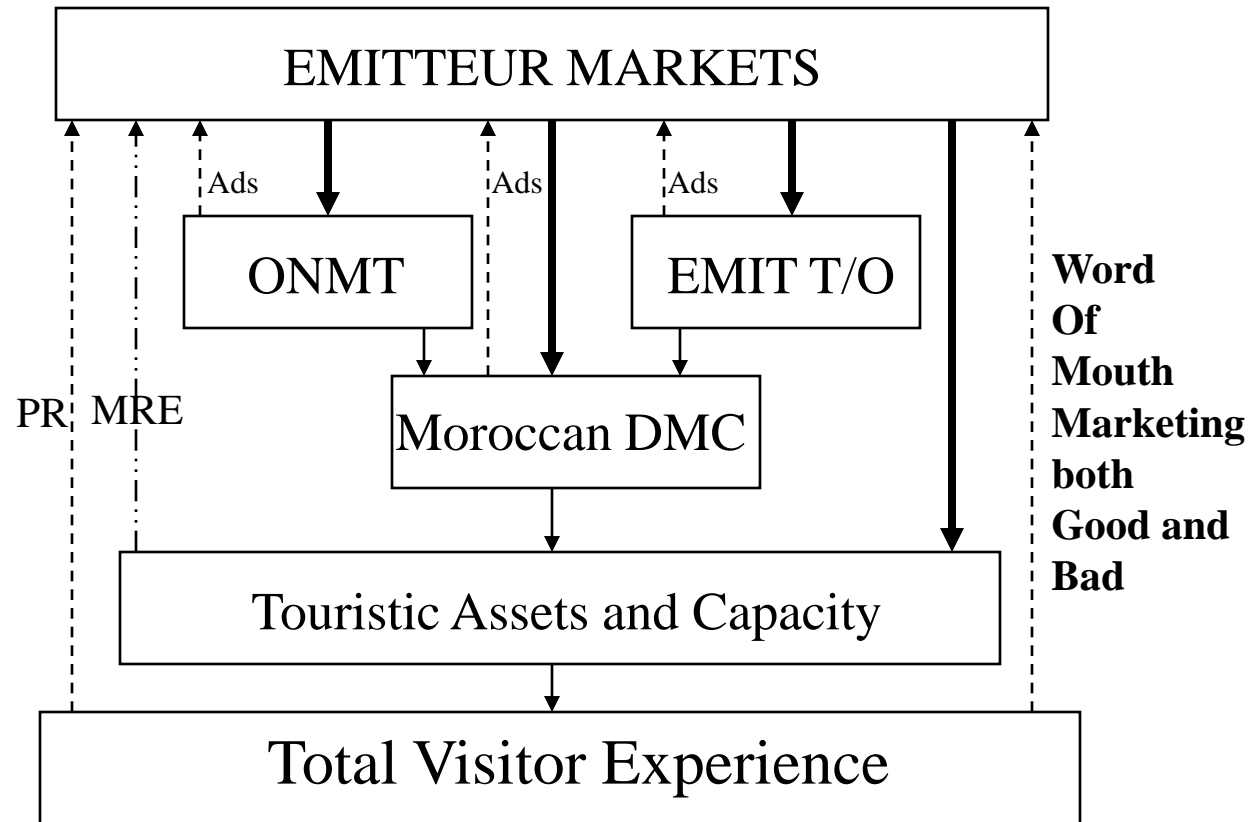 EMITTEUR MARKETS
Ads
Ads
Ads
ONMT
EMIT T/O
PR
MRE
Moroccan DMC
Word
Of
Mouth
Marketing
both
Good and
Bad
Touristic Assets and Capacity
Total Visitor Experience